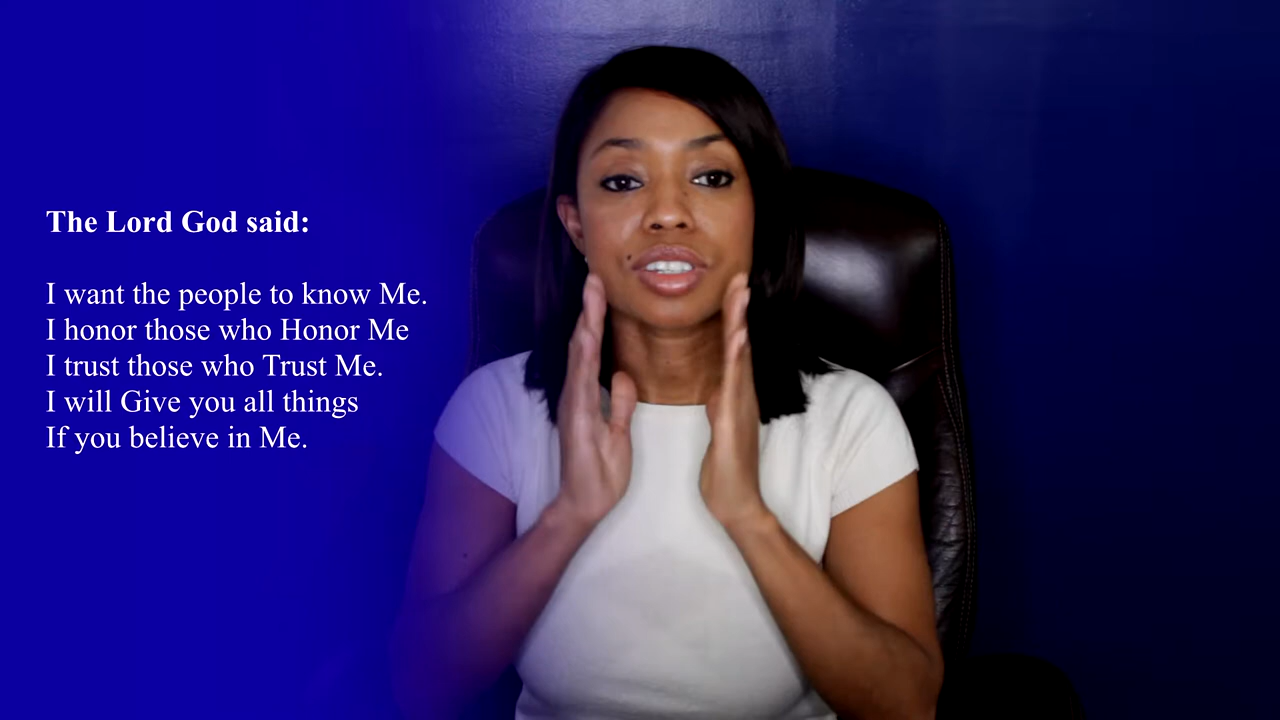 The Lord God said:
I want the people to know Me.
I honor those who Honor Me
I trust those who Trust Me.
I will Give you all things
If you believe in Me.